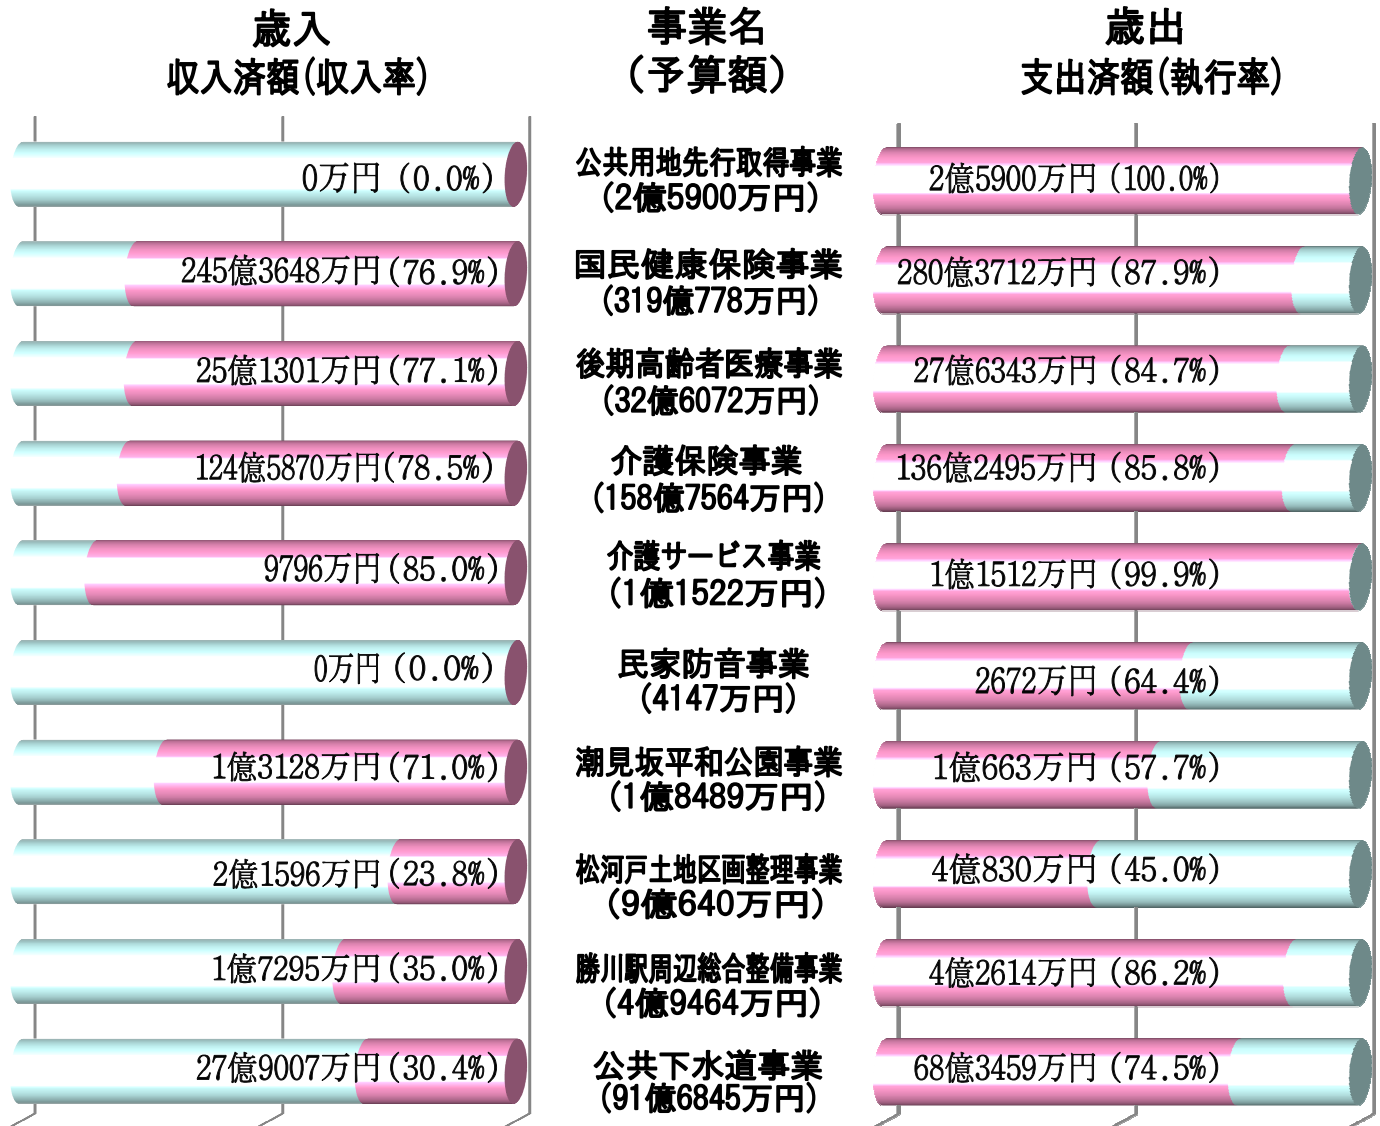 歳入
収入済額(収入率)
事業名
(予算額)
歳出
支出済額(執行率)
0万円 (0.0%)
公共用地先行取得事業
(2億5900万円)
2億5900万円 (100.0%)
245億3648万円(76.9%)
国民健康保険事業
(319億778万円)
280億3712万円(87.9%)
25億1301万円(77.1%)
後期高齢者医療事業
(32億6072万円)
27億6343万円(84.7%)
124億5870万円(78.5%)
介護保険事業
(158億7564万円)
136億2495万円(85.8%)
9796万円(85.0%)
介護サービス事業
(1億1522万円)
1億1512万円(99.9%)
0万円 (0.0%)
民家防音事業
(4147万円)
2672万円(64.4%)
1億3128万円(71.0%)
潮見坂平和公園事業
(1億8489万円)
1億663万円(57.7%)
2億1596万円(23.8%)
松河戸土地区画整理事業
(9億640万円)
4億830万円(45.0%)
1億7295万円(35.0%)
勝川駅周辺総合整備事業
(4億9464万円)
4億2614万円(86.2%)
27億9007万円(30.4%)
公共下水道事業
(91億6845万円)
68億3459万円(74.5%)